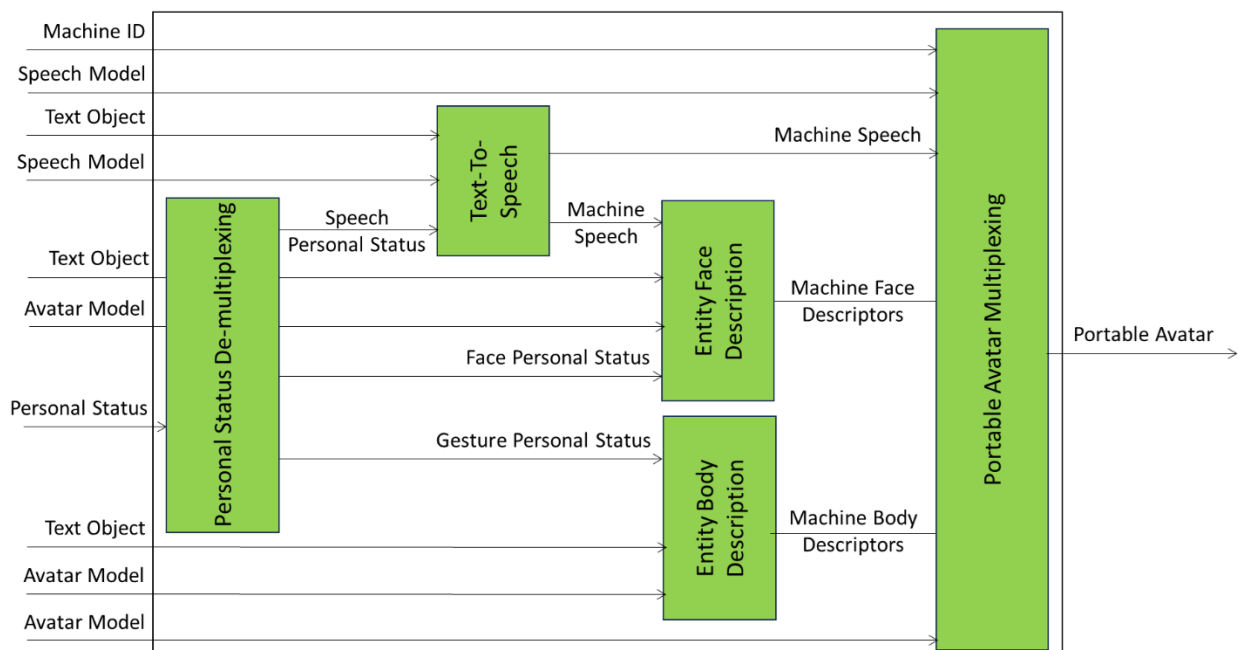 Machine ID
Speech Model
Text Object
Speech Model
Text Object
Avatar Model
Personal Status
Text Object
Avatar Model
Avatar Model
Personal Status De-multiplexing
Speech
Personal Status
Text-To-
Speech
Machine Speech
Machine
Speech
Face Personal Status
Gesture Personal Status
Entity Face
Description
Entity Body
Description
Machine Face
Descriptors
Machine Body
Descriptors
Portable Avatar Multiplexing
Portable Avatar